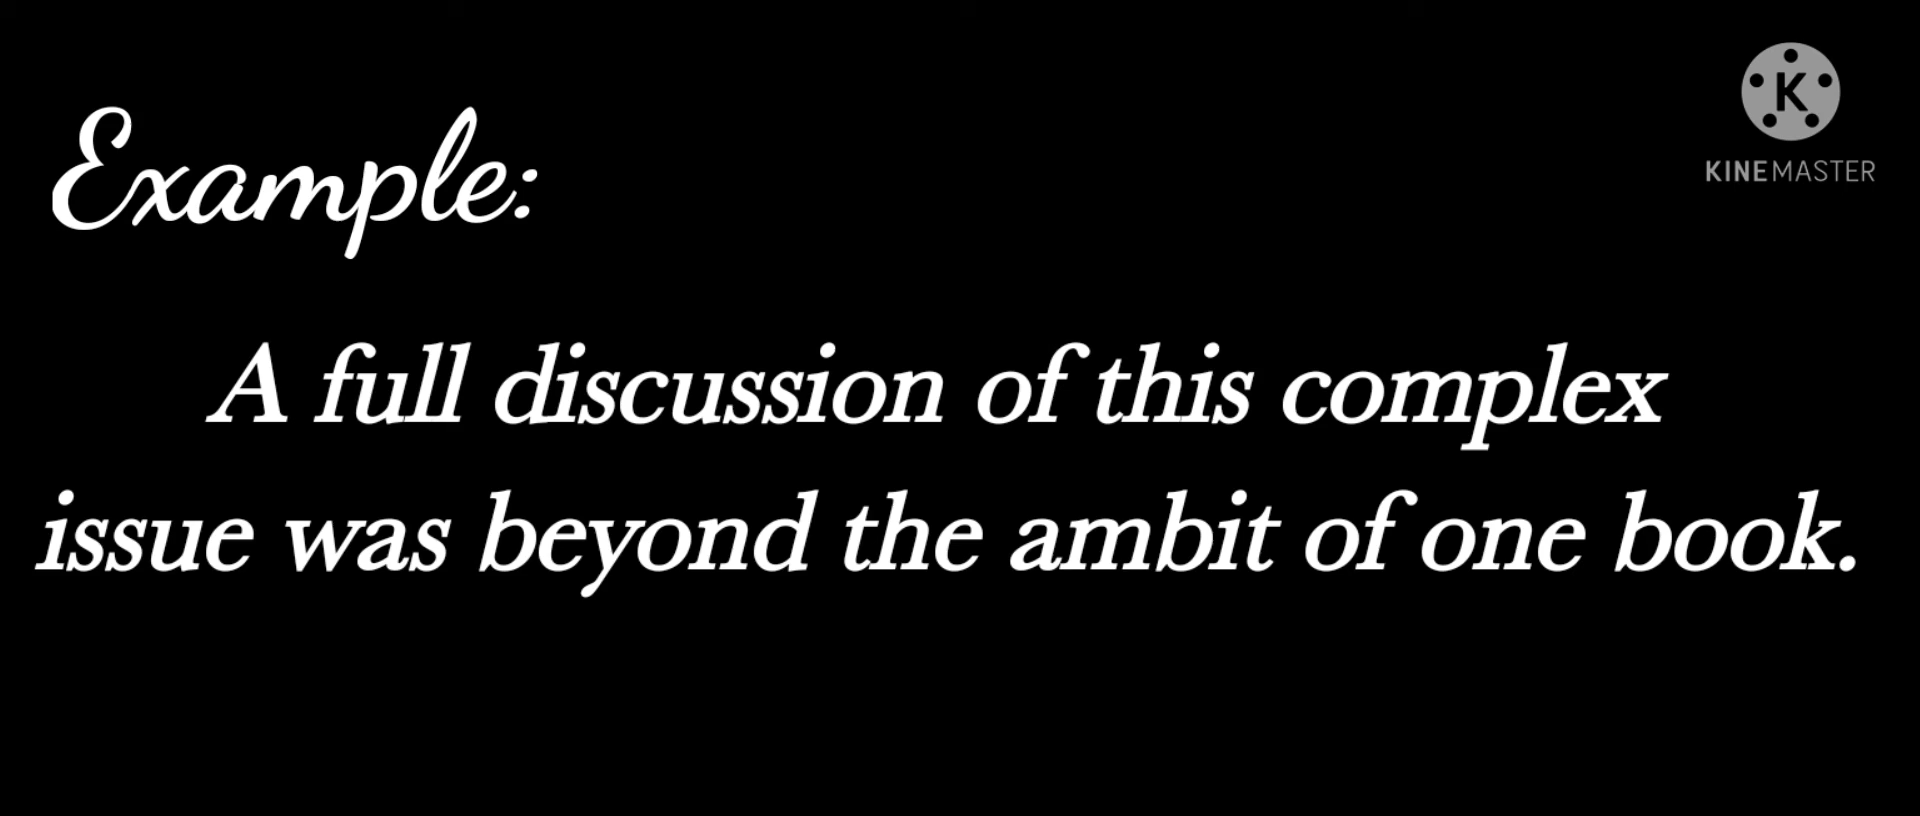 KINEMASTER
Example:
A full discussion of this complex
issue was beyond the ambit of one book.